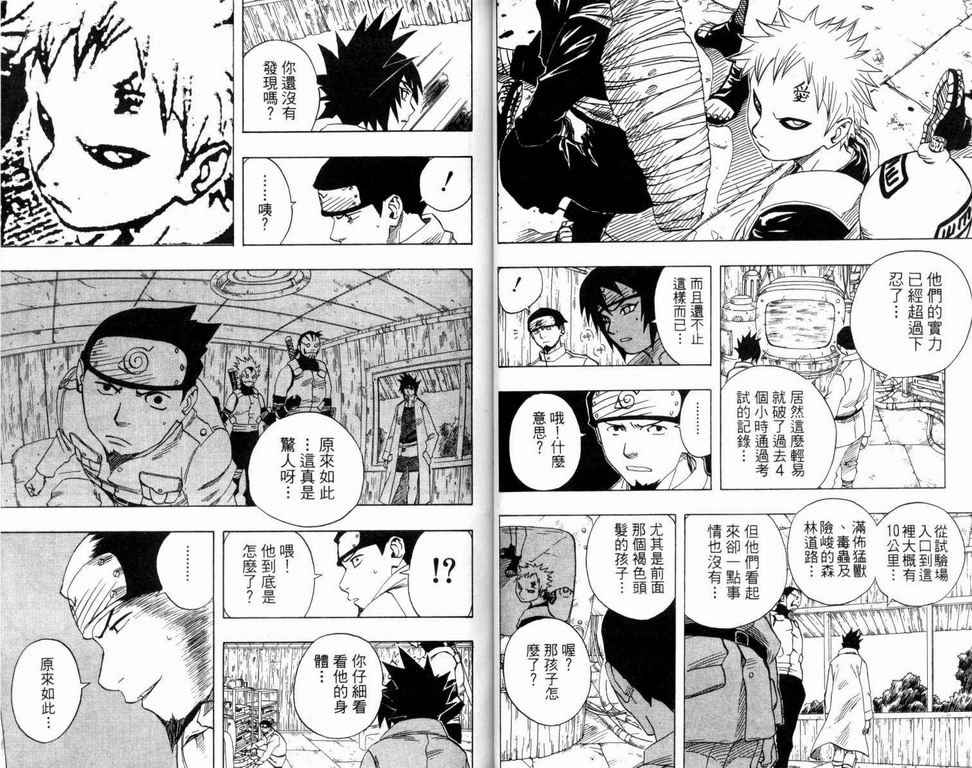 愛
他們的實力
已經超過下
忍了…
居然這麼輕易
就破了過去4
個小時通過考
試的記錄…
而且還不止
這樣而已…
！
………
哦！什麼
意思？
從試驗場
入口到這
裡大概有
10公里…
滿佈猛獸
、毒蟲及
險峻的森
林道路…
但他們看起
來卻一點事
情也沒有…
尤其是前面
那個褐色頭
髮的孩子…
喔？
那孩子怎
麼了？
你還沒有
發現嗎？
！
……咦？
愛
原來如此
…這真是
驚人呀…
!?
喂！
他到底是
怎麼了？
你仔細看
看他的身
體…
………
原來如此…